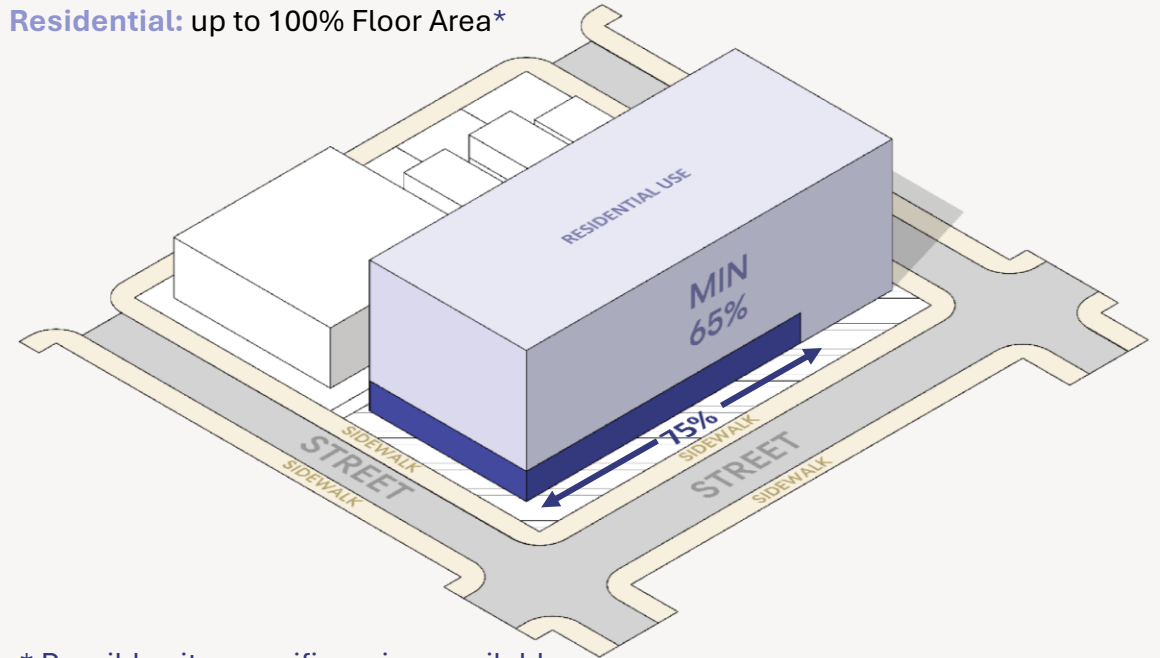 Residential: up to 100% Floor Area*
RESIDENTIAL USE
MIN
65%
75%
SIDEWALK
STREET
SIDEWALK
SIDEWALK
STREET
SIDEWALK